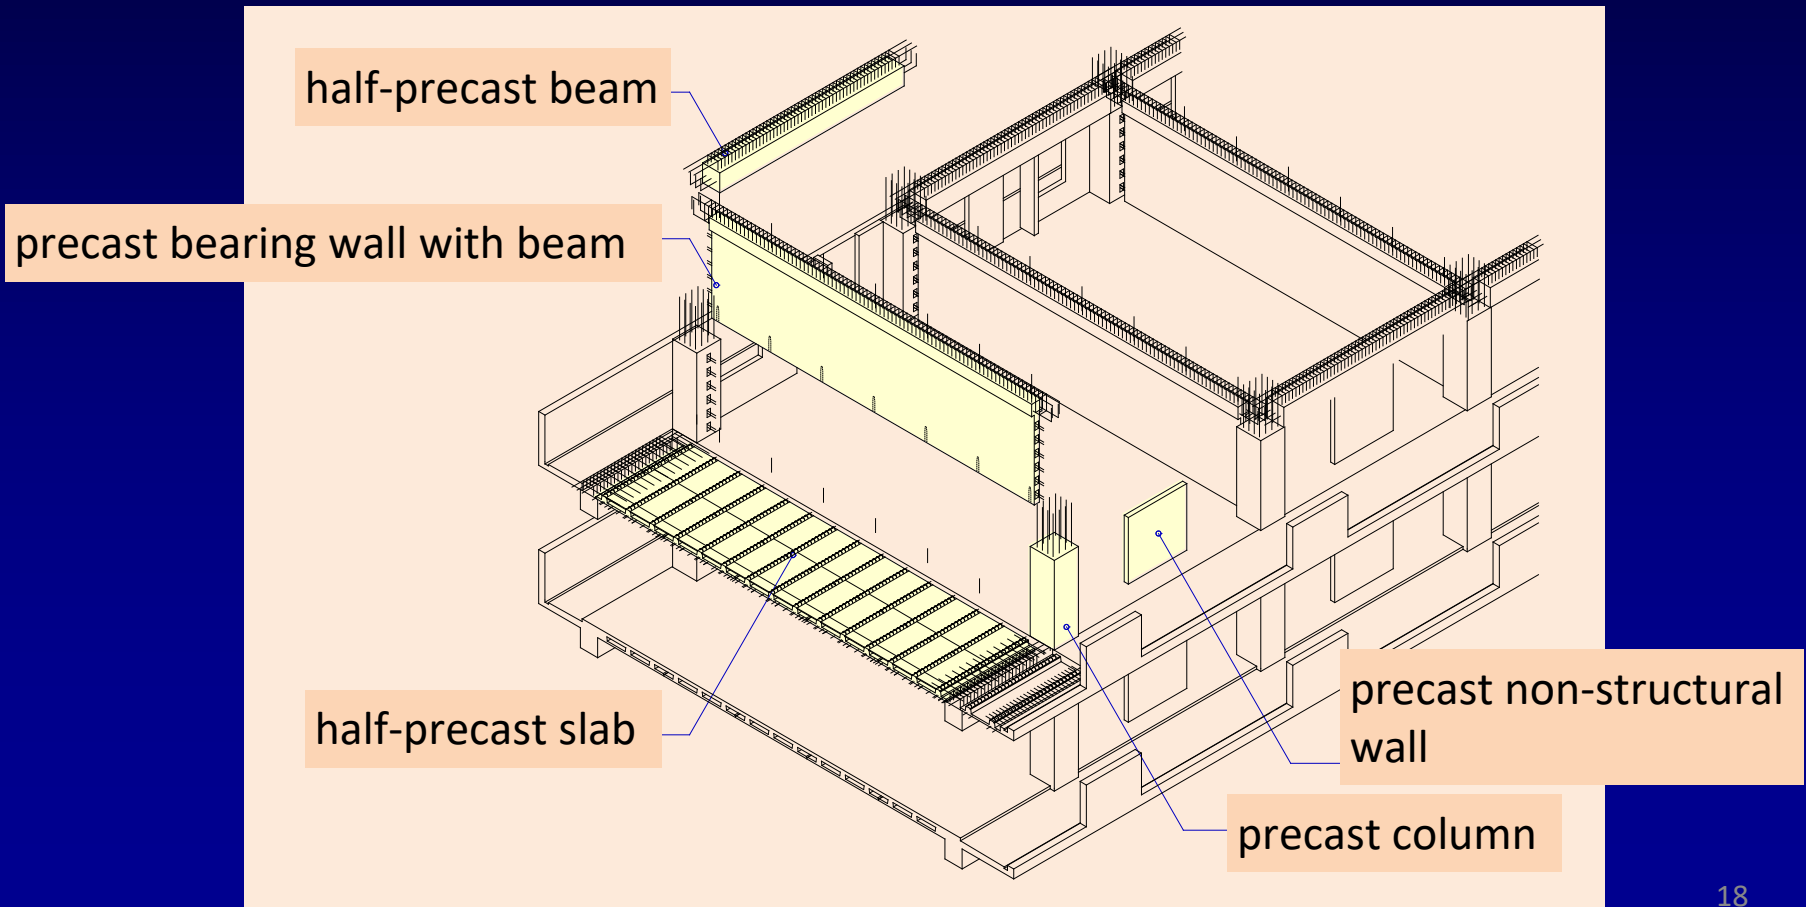 half-precast beam
precast bearing wall with beam
half-precast slab
precast non-structural
wall
precast column
18